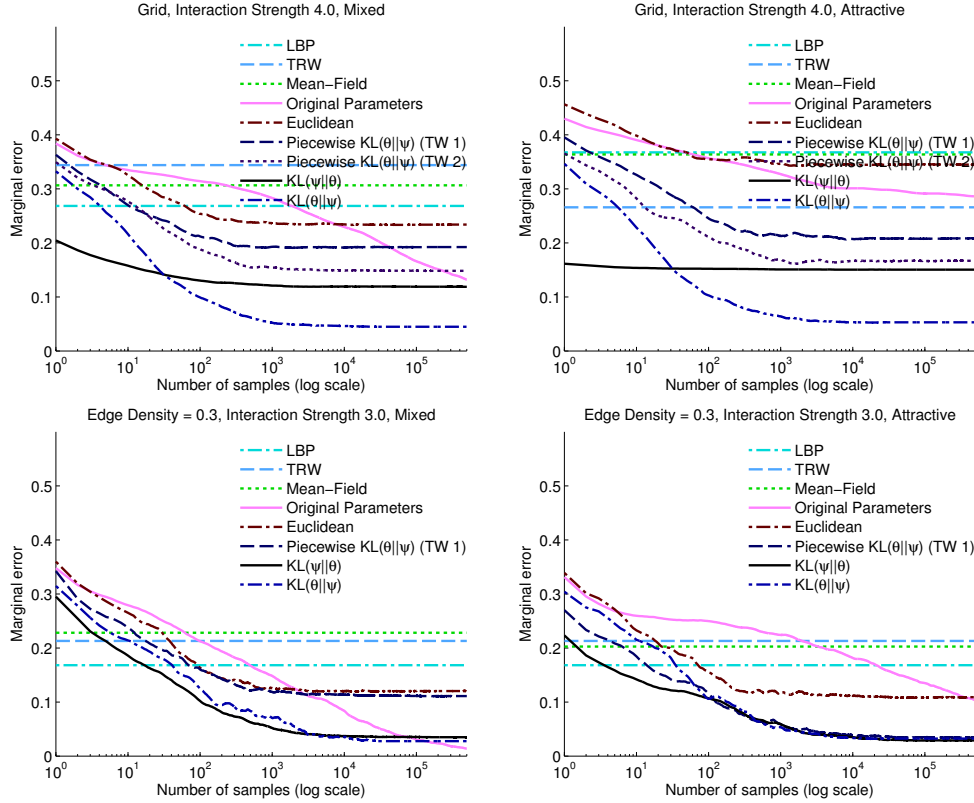 Grid, Interaction Strength 4.0, Mixed
Marginal error
0.5
0.4
0.3
0.2
0.1
0
LBP
TRW
Mean−Field
Original Parameters
Euclidean
Piecewise KL(θ||ψ) (TW 1)
Piecewise KL(θ||ψ) (TW 2)
KL(ψ||θ)
KL(θ||ψ)
10^0 10^1 10^2 10^3 10^4 10^5
Number of samples (log scale)
Grid, Interaction Strength 4.0, Attractive
Marginal error
0.5
0.4
0.3
0.2
0.1
0
LBP
TRW
Mean−Field
Original Parameters
Euclidean
Piecewise KL(θ||ψ) (TW 1)
Piecewise KL(θ||ψ) (TW 2)
KL(ψ||θ)
KL(θ||ψ)
10^0 10^1 10^2 10^3 10^4 10^5
Number of samples (log scale)
Edge Density = 0.3, Interaction Strength 3.0, Mixed
Marginal error
0.5
0.4
0.3
0.2
0.1
0
LBP
TRW
Mean−Field
Original Parameters
Euclidean
Piecewise KL(θ||ψ) (TW 1)
KL(ψ||θ)
KL(θ||ψ)
10^0 10^1 10^2 10^3 10^4 10^5
Number of samples (log scale)
Edge Density = 0.3, Interaction Strength 3.0, Attractive
Marginal error
0.5
0.4
0.3
0.2
0.1
0
LBP
TRW
Mean−Field
Original Parameters
Euclidean
Piecewise KL(θ||ψ) (TW 1)
KL(ψ||θ)
KL(θ||ψ)
10^0 10^1 10^2 10^3 10^4 10^5
Number of samples (log scale)